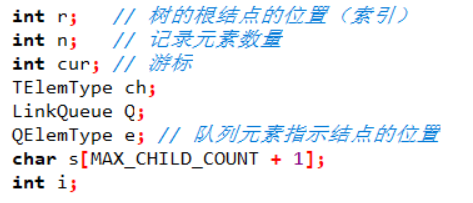 int r;   // 树的根结点的位置（索引）
int n;   // 记录元素数量
int cur; // 游标
TElemType ch;
LinkQueue Q;
QElemType e; // 队列元素指示结点的位置
char s[MAX_CHILD_COUNT + 1];
int i;